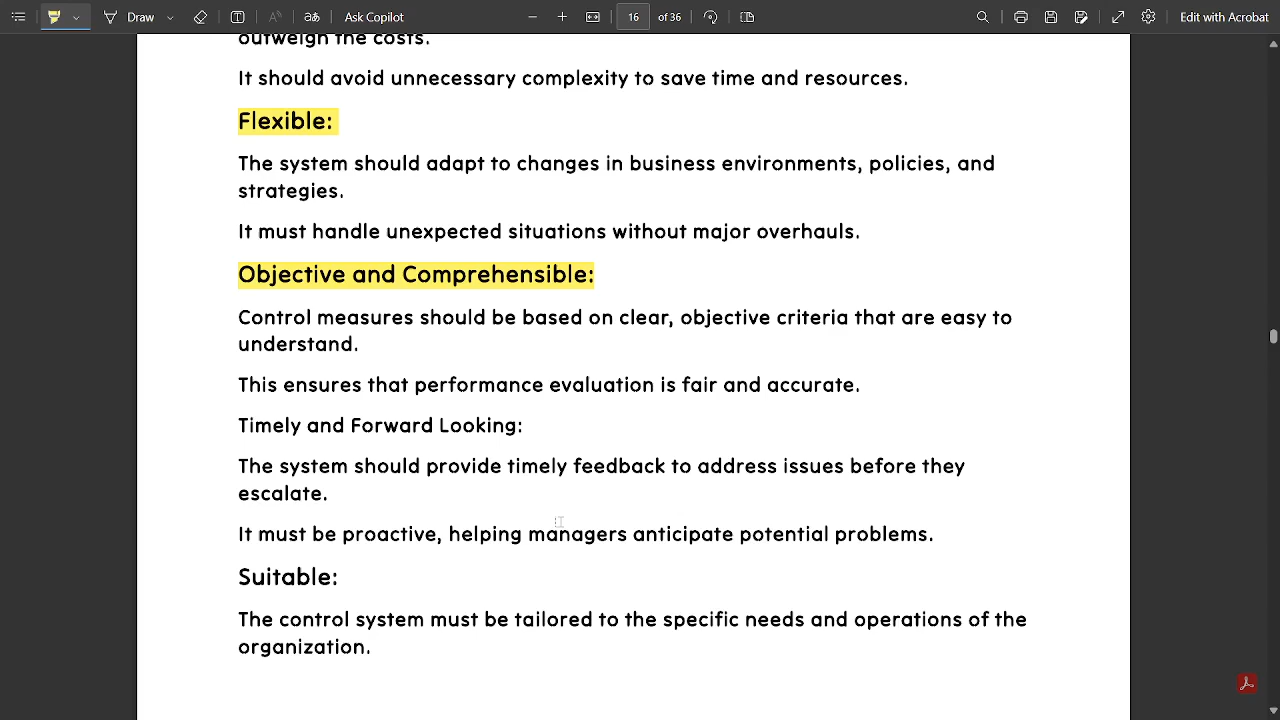 Draw
Ask Copilot
16 of 36
Edit with Acrobat
outweigh the costs.
It should avoid unnecessary complexity to save time and resources.
Flexible:
The system should adapt to changes in business environments, policies, and
strategies.
It must handle unexpected situations without major overhauls.
Objective and Comprehensible:
Control measures should be based on clear, objective criteria that are easy to
understand.
This ensures that performance evaluation is fair and accurate.
Timely and Forward Looking:
The system should provide timely feedback to address issues before they
escalate.
It must be proactive, helping managers anticipate potential problems.
Suitable:
The control system must be tailored to the specific needs and operations of the
organization.